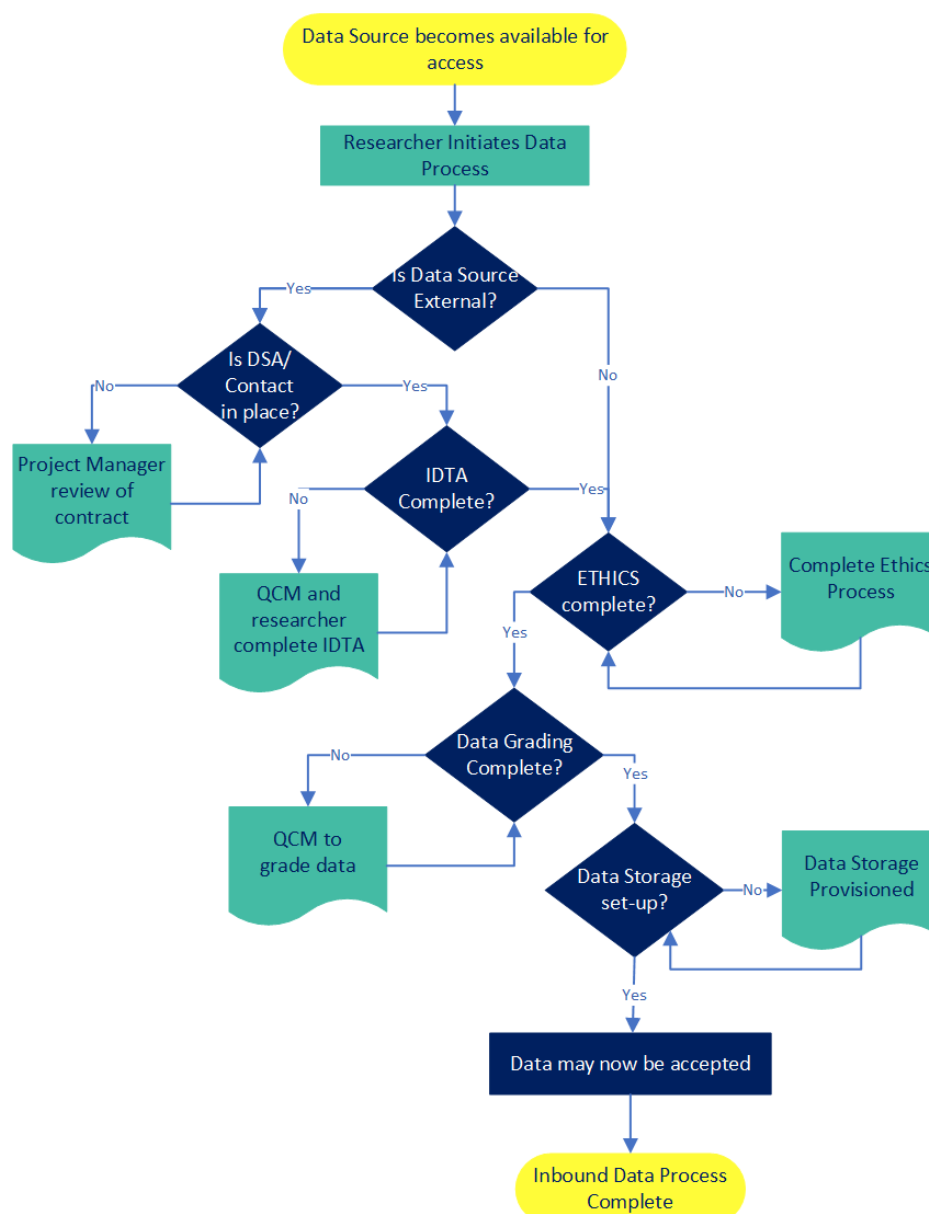 Data Source becomes available for
access
Researcher Initiates Data
Process
Is Data Source
External?
Yes
No
Is DSA/
Contact
in place?
No
Yes
Project Manager
review of
contract
IDTA
Complete?
No
Yes
QCM and
researcher
complete IDTA
ETHICS
complete?
No
Yes
Complete Ethics
Process
Data Grading
Complete?
No
Yes
QCM to
grade data
Data Storage
set-up?
No
Yes
Data Storage
Provisioned
Data may now be accepted
Inbound Data Process
Complete